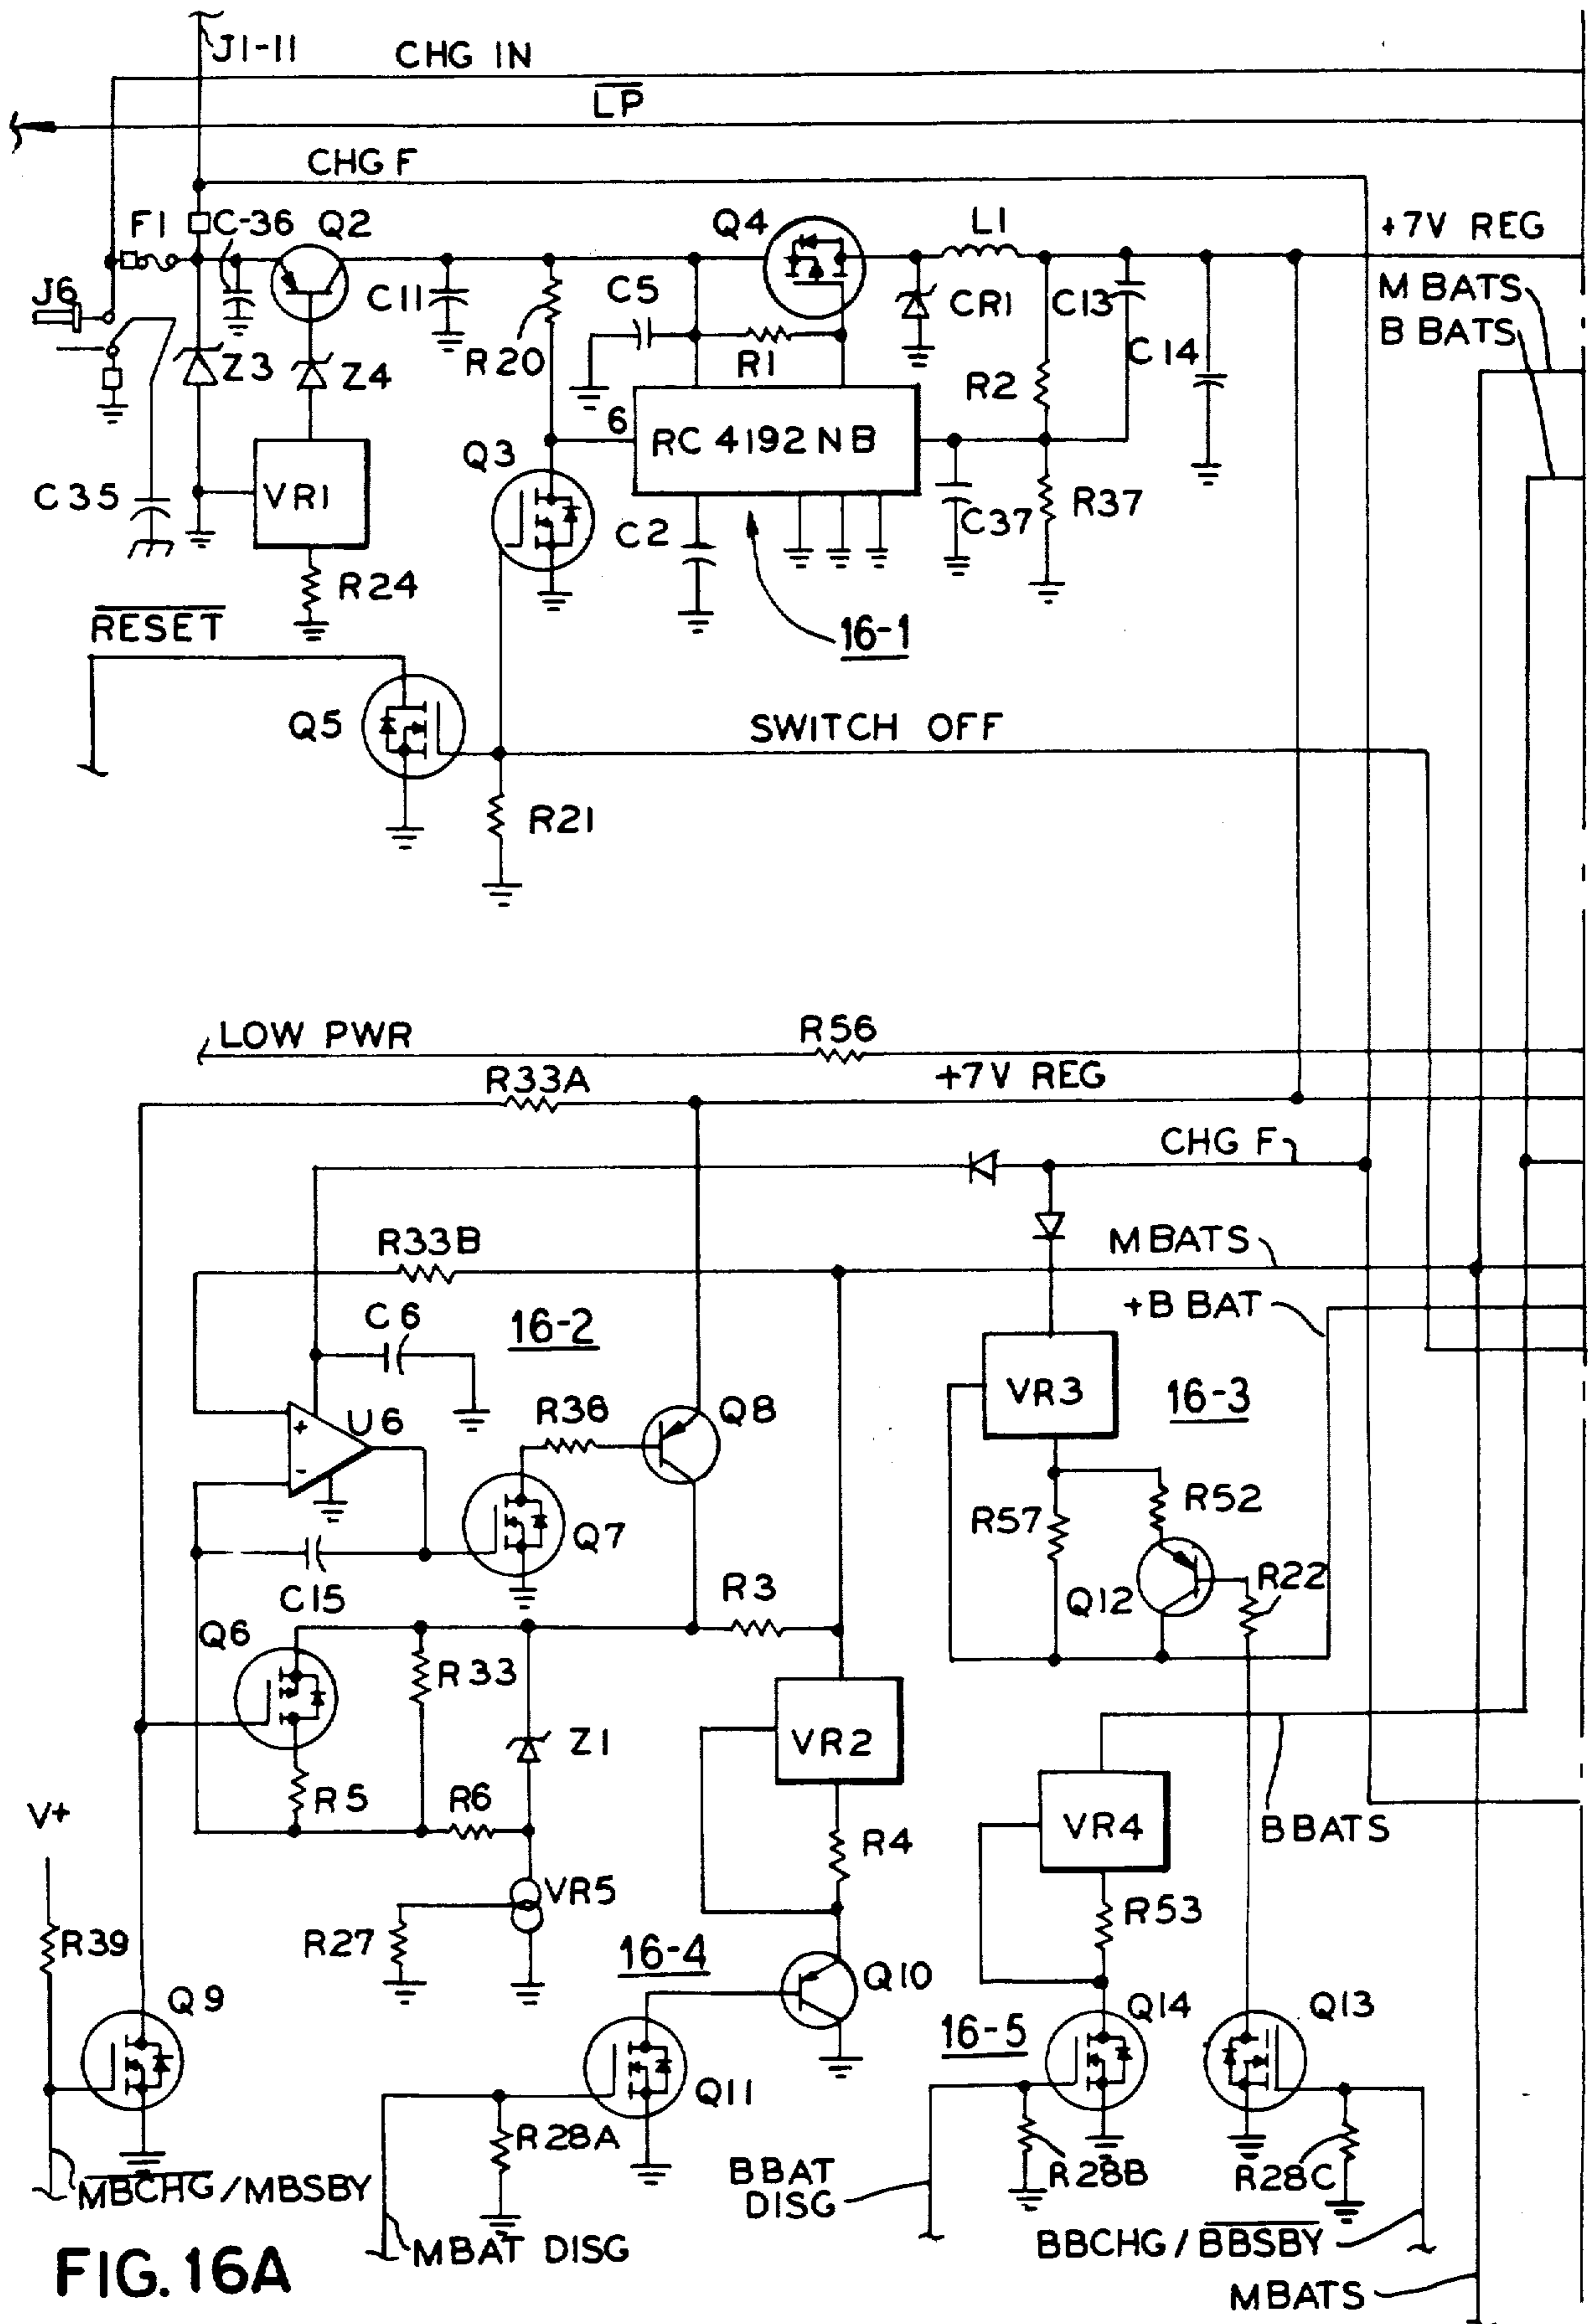 J1-11
CHG IN
LP
CHG F
F1
C-36
Q2
Q4
L1
+7V REG
J6
C11
C5
CR1
C13
M BATS
B BATS
Z3
Z4
R20
R1
R2
C14
6
RC 4192 NB
Q3
C35
VR1
C2
C37
R37
R24
RESET
16-1
Q5
SWITCH OFF
R21
LOW PWR
R56
R33A
+7V REG
CHG F
R33B
M BATS
C6
16-2
+B BAT
VR3
16-3
U6
+
-
R38
Q8
R57
R52
Q7
C15
R3
Q12
R22
Q6
R33
Z1
VR2
R5
R6
V+
R4
VR4
B BATS
VR5
R53
R39
R27
16-4
Q10
Q9
16-5
Q14
Q13
Q11
R28A
BBAT
DISG
R28B
R28C
MBCHG/MBSBY
MBAT DISG
BBCHG/BBSBY
FIG. 16A
MBATS